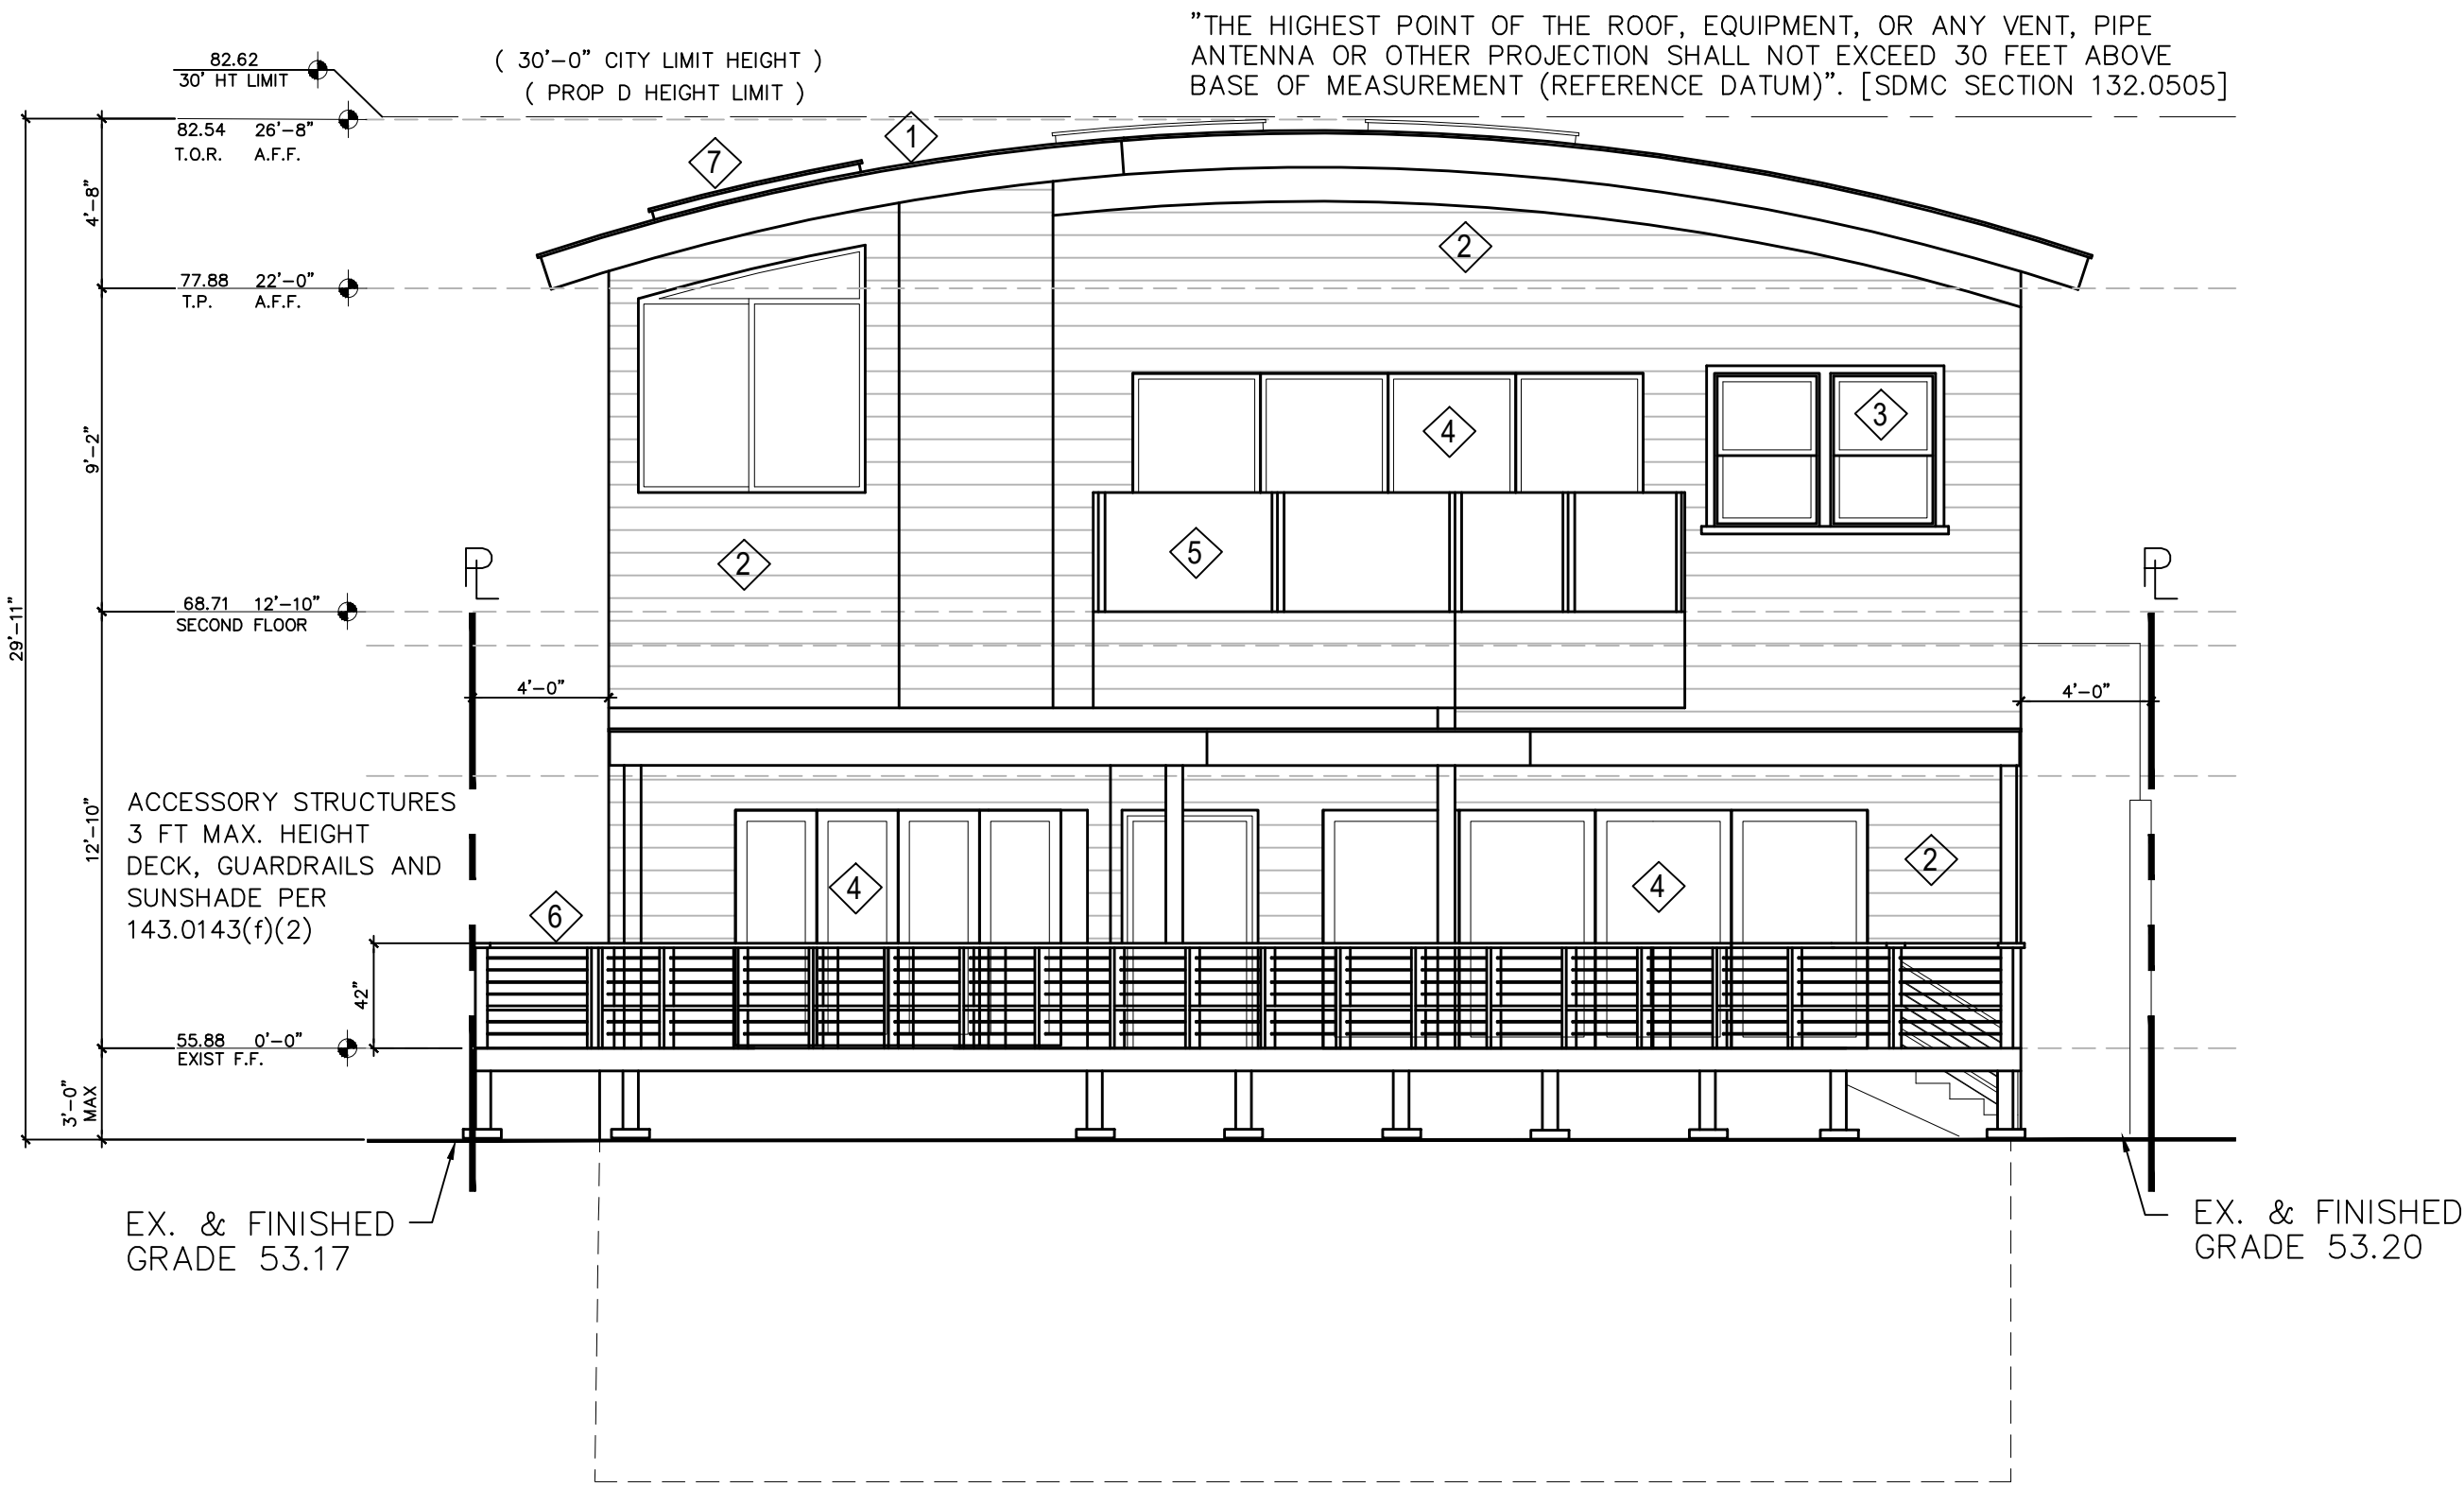 "THE HIGHEST POINT OF THE ROOF, EQUIPMENT, OR ANY VENT, PIPE
ANTENNA OR OTHER PROJECTION SHALL NOT EXCEED 30 FEET ABOVE
BASE OF MEASUREMENT (REFERENCE DATUM)". [SDMC SECTION 132.0505]
82.62
30' HT LIMIT
( 30'-0" CITY LIMIT HEIGHT )
( PROP D HEIGHT LIMIT )
82.54 26'-8"
T.O.R. A.F.F.
1
7
4'-8"
2
77.88 22'-0"
T.P. A.F.F.
3
4
9'-2"
5
2
PL
PL
68.71 12'-10"
SECOND FLOOR
29'-11"
4'-0"
4'-0"
ACCESSORY STRUCTURES
3 FT MAX. HEIGHT
DECK, GUARDRAILS AND
SUNSHADE PER
143.0143(f)(2)
12'-10"
4
4
2
6
42"
55.88 0'-0"
EXIST F.F.
3'-0"
MAX
EX. & FINISHED
GRADE 53.17
EX. & FINISHED
GRADE 53.20